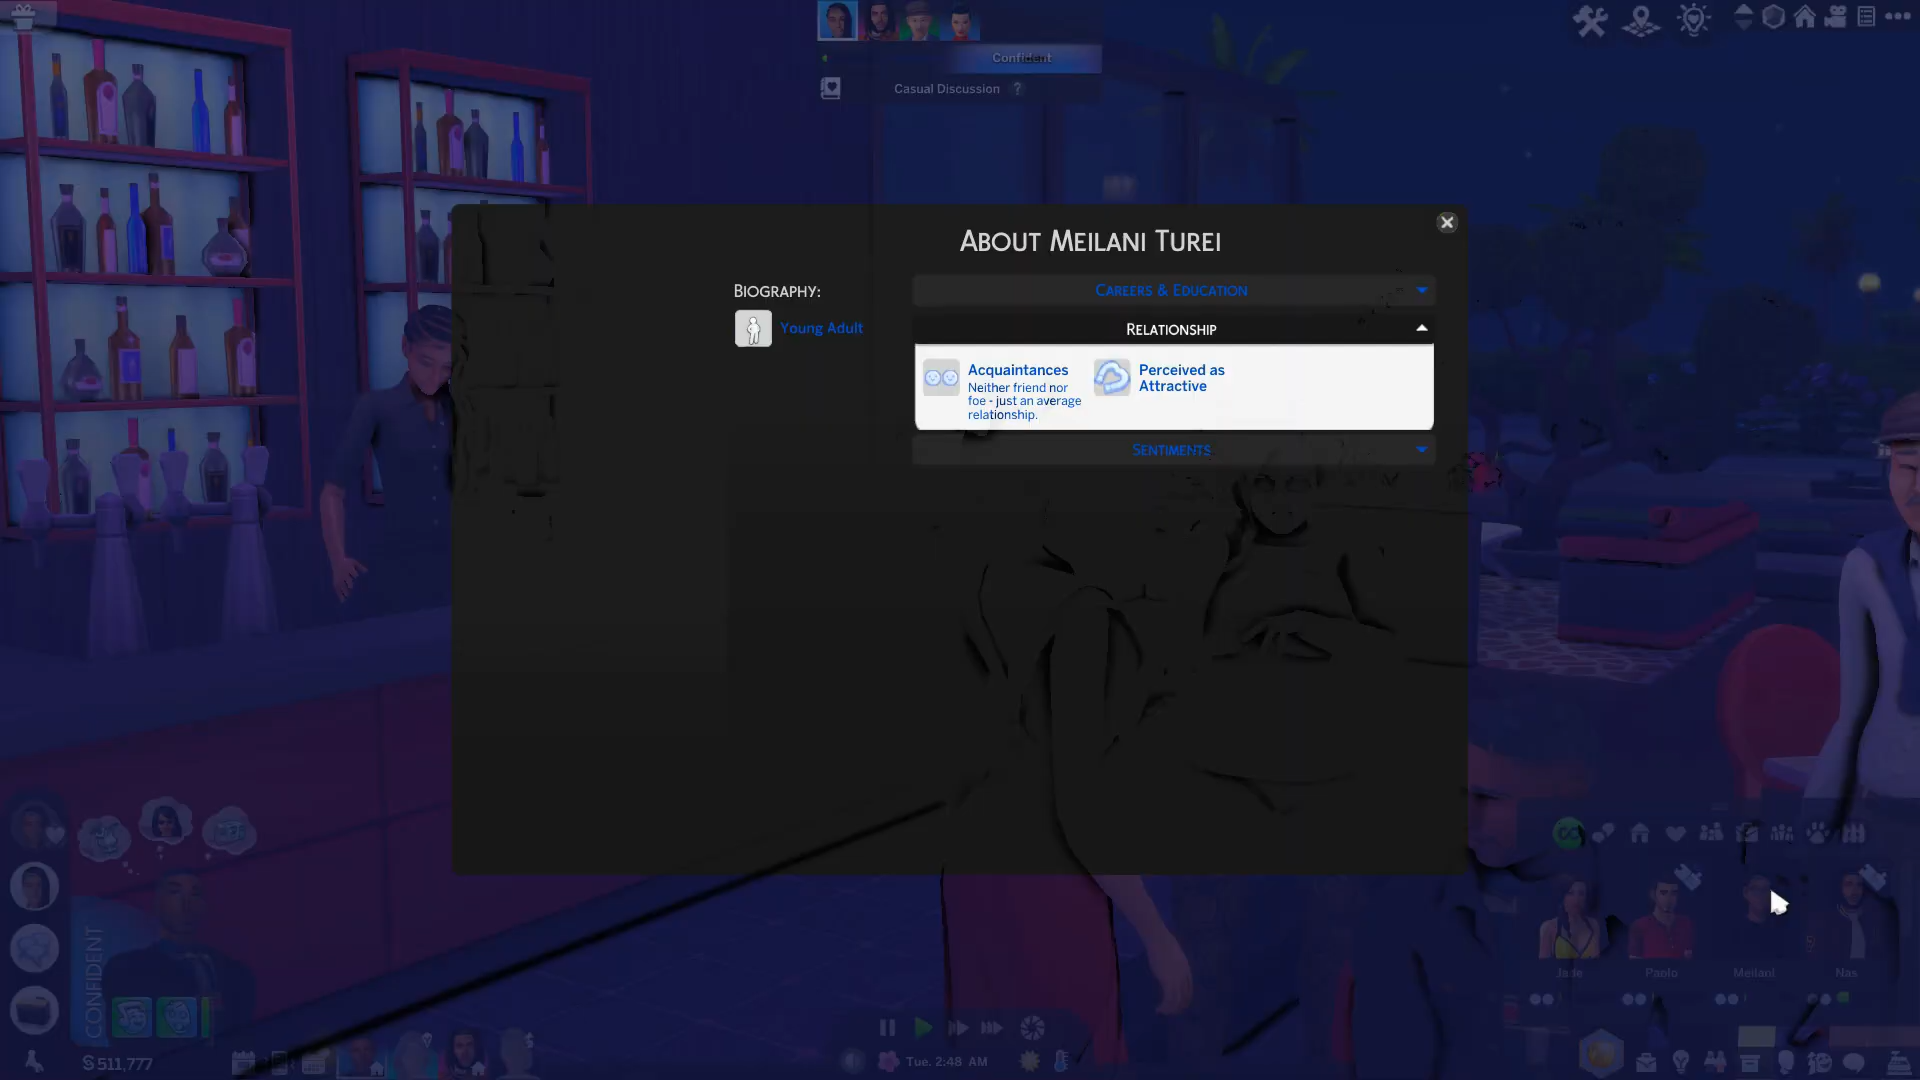 Confident
Casual Discussion ?
About Meilani Turei
Biography:
Young Adult
Careers & Education
Relationship
Acquaintances
Neither friend nor
foe - just an average
relationship.
Perceived as
Attractive
Sentiments
CONFIDENT
§511,777
Tue. 2:48 AM
Jade
Paolo
Meilani
Nas